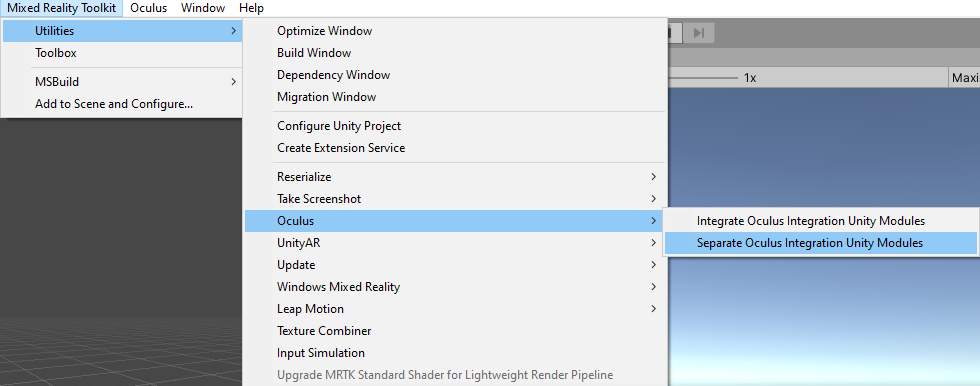 Mixed Reality Toolkit Oculus Window Help
Utilities
Toolbox
MSBuild
Add to Scene and Configure...
Optimize Window
Build Window
Dependency Window
Migration Window
Configure Unity Project
Create Extension Service
Reserialize
Take Screenshot
Oculus
UnityAR
Update
Windows Mixed Reality
Leap Motion
Texture Combiner
Input Simulation
Upgrade MRTK Standard Shader for Lightweight Render Pipeline
Integrate Oculus Integration Unity Modules
Separate Oculus Integration Unity Modules
1x Maxi